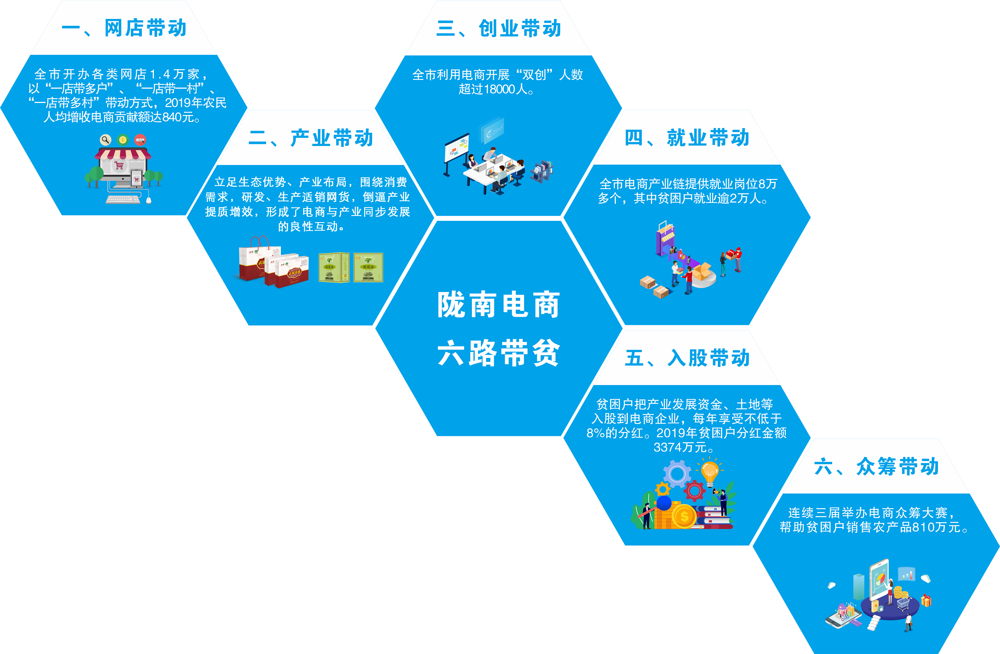 一、网店带动
全市开办各类网店1.4万家，
以“一店带多户”、“一店带一村”、
“一店带多村”带动方式，2019年农民
人均增收电商贡献额达840元。
二、产业带动
立足生态优势、产业布局，围绕消费
需求，研发、生产适销网货，倒逼产业
提质增效，形成了电商与产业同步发展
的良性互动。
武都花椒
橄榄油
橄榄油
三、创业带动
全市利用电商开展“双创”人数
超过18000人。
四、就业带动
全市电商产业链提供就业岗位8万
多个，其中贫困户就业逾2万人。
陇南电商
六路带贫
五、入股带动
贫困户把产业发展资金、土地等
入股到电商企业，每年享受不低于
8%的分红。2019年贫困户分红金额
3374万元。
六、众筹带动
连续三届举办电商众筹大赛，
帮助贫困户销售农产品810万元。